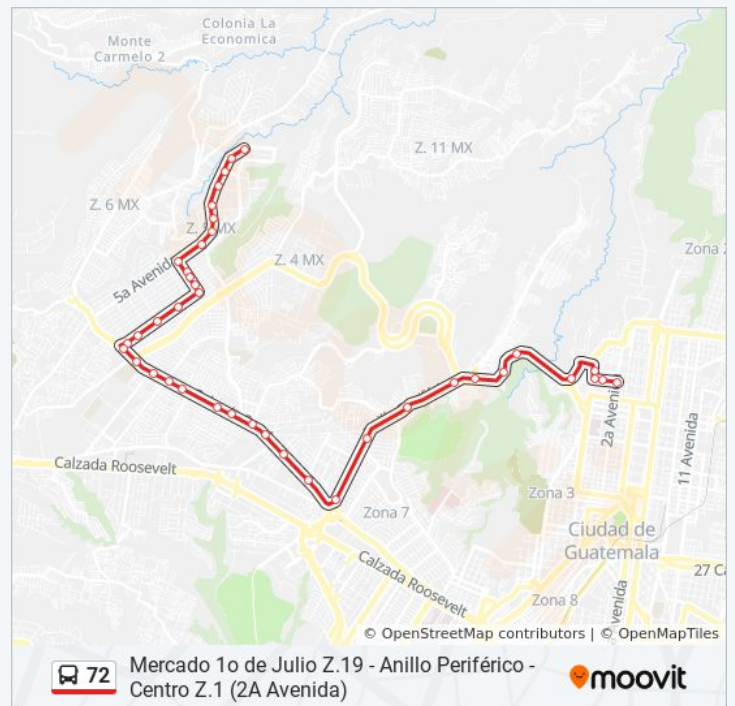 Colonia La
Economica
Monte
Carmelo 2
Z. 11 MX
Z. 6 MX
Zona 2
Z. 4 MX
5a Avenida
2a Avenida
11 Avenida
Calzada Roosevelt
Zona 3
Zona 7
Ciudad de
Guatemala
Calzada Roosevelt
27 Ca
Zona 8
venida
© OpenStreetMap contributors | © OpenMapTiles
72
Mercado 1o de Julio Z.19 - Anillo Periférico -
Centro Z.1 (2A Avenida)
moovit